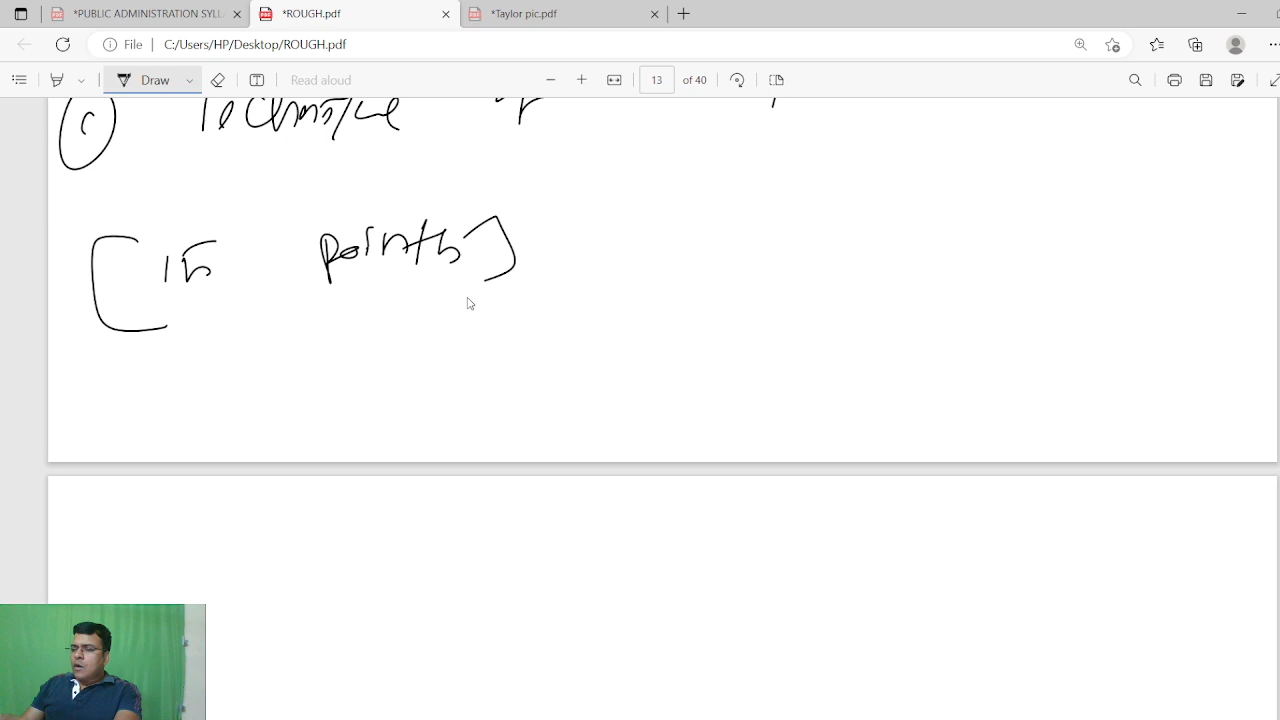 *PUBLIC ADMINISTRATION SYLLA
*ROUGH.pdf
*Taylor pic.pdf
File
C:/Users/HP/Desktop/ROUGH.pdf
Draw
Read aloud
13
of 40
C Technique
[15 points]